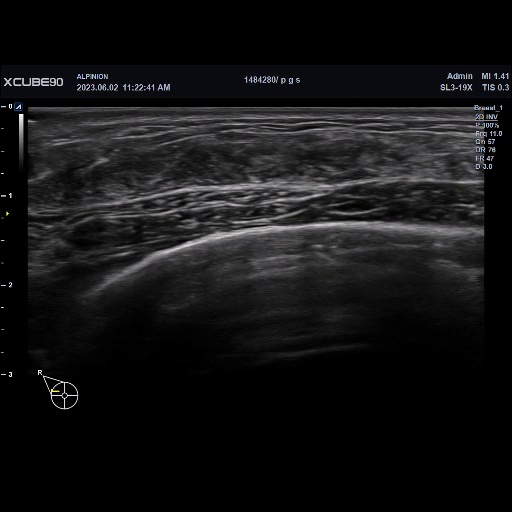 XCUBE90
ALPINION
2023.06.02 11:22:41 AM
1484280/ p g s
Admin MI 1.41
SL3-19X TIS 0.3
Breast_1
2D INV
P 100%
Frq 11.0
Gn 57
DR 76
FR 47
D 3.0
0
1
2
3
R